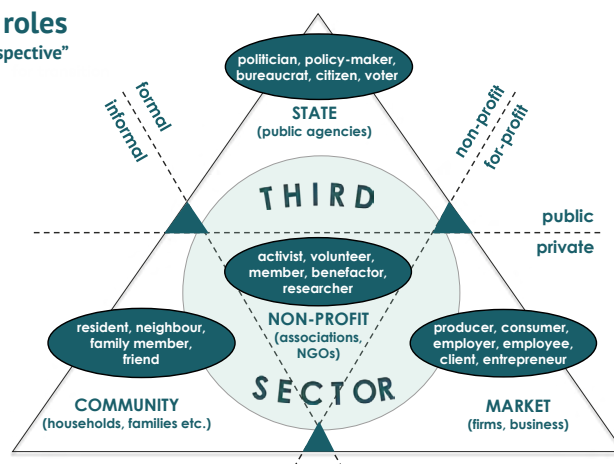 roles
spective”
politician, policy-maker,
bureaucrat, citizen, voter
STATE
(public agencies)
formal
informal
non-profit
for-profit
THIRD
public
private
activist, volunteer,
member, benefactor,
researcher
NON-PROFIT
(associations,
NGOs)
resident, neighbour,
family member,
friend
producer, consumer,
employer, employee,
client, entrepreneur
SECTOR
COMMUNITY
(households, families etc.)
MARKET
(firms, business)